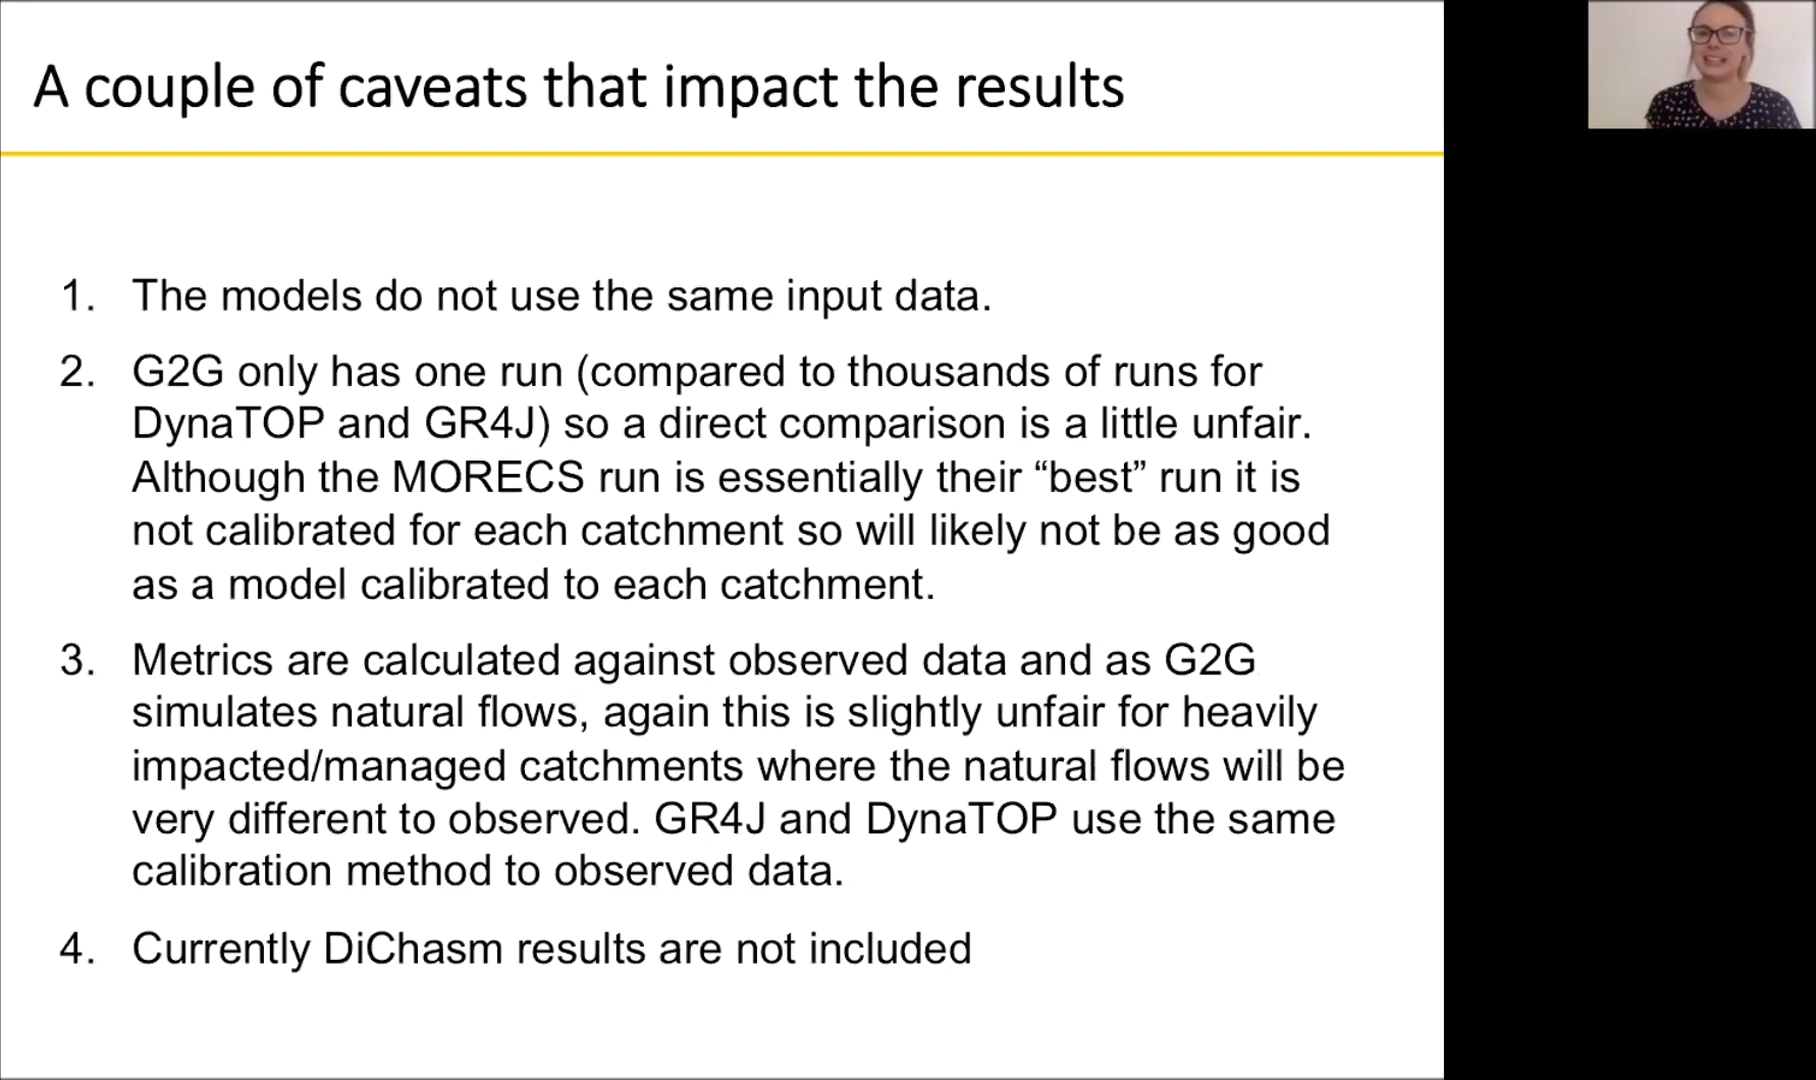 A couple of caveats that impact the results
1. The models do not use the same input data.
2. G2G only has one run (compared to thousands of runs for
DynaTOP and GR4J) so a direct comparison is a little unfair.
Although the MORECS run is essentially their “best” run it is
not calibrated for each catchment so will likely not be as good
as a model calibrated to each catchment.
3. Metrics are calculated against observed data and as G2G
simulates natural flows, again this is slightly unfair for heavily
impacted/managed catchments where the natural flows will be
very different to observed. GR4J and DynaTOP use the same
calibration method to observed data.
4. Currently DiChasm results are not included